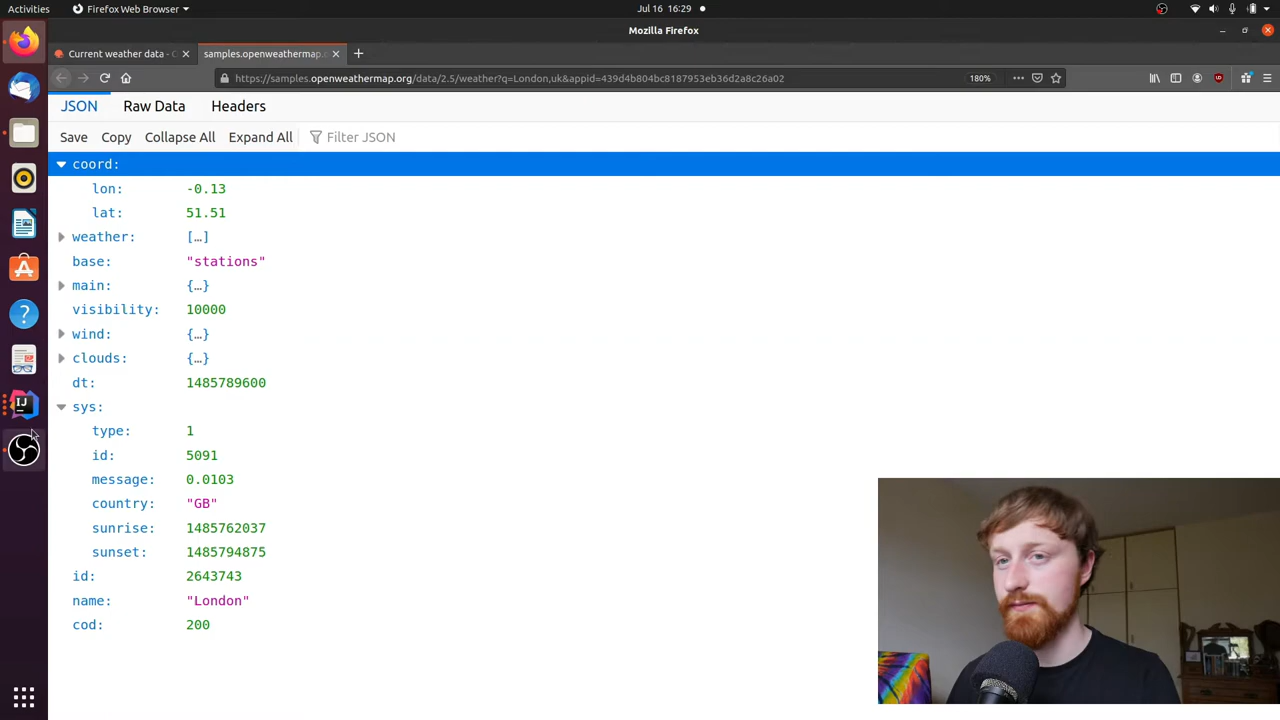 Activities Firefox Web Browser Jul 16 16:29
Mozilla Firefox
Current weather data - samples.openweathermap.
https://samples.openweathermap.org/data/2.5/weather?q=London,uk&appid=439d4b804bc8187953eb36d2a8c26a02 180%
JSON Raw Data Headers
Save Copy Collapse All Expand All Filter JSON
coord:
lon: -0.13
lat: 51.51
weather: […]
base: "stations"
main: {…}
visibility: 10000
wind: {…}
clouds: {…}
dt: 1485789600
sys:
type: 1
id: 5091
message: 0.0103
country: "GB"
sunrise: 1485762037
sunset: 1485794875
id: 2643743
name: "London"
cod: 200
IJ